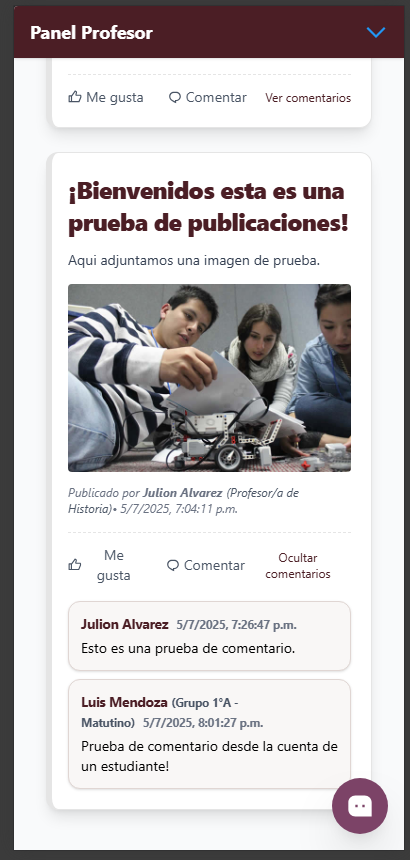 Panel Profesor
Me gusta Comentar Ver comentarios
¡Bienvenidos esta es una
prueba de publicaciones!
Aqui adjuntamos una imagen de prueba.
Publicado por Julion Alvarez (Profesor/a de
Historia)• 5/7/2025, 7:04:11 p.m.
Me
gusta
Comentar
Ocultar
comentarios
Julion Alvarez 5/7/2025, 7:26:47 p.m.
Esto es una prueba de comentario.
Luis Mendoza (Grupo 1°A -
Matutino) 5/7/2025, 8:01:27 p.m.
Prueba de comentario desde la cuenta de
un estudiante!